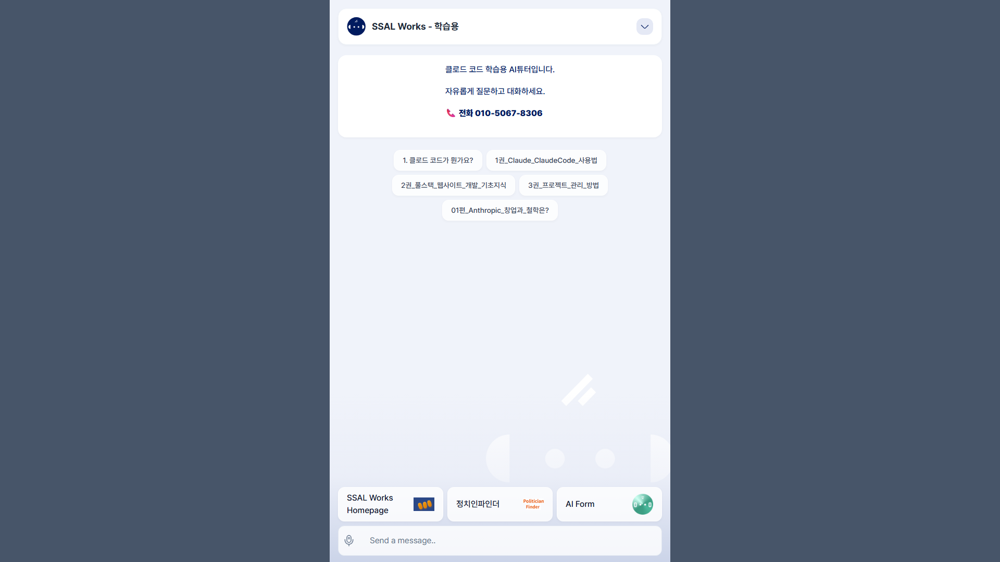 SSAL Works - 학습용
클로드 코드 학습용 AI튜터입니다.
자유롭게 질문하고 대화하세요.
전화 010-5067-8306
1. 클로드 코드가 뭔가요?
1권_Claude_ClaudeCode_사용법
2권_풀스택_웹사이트_개발_기초지식
3권_프로젝트_관리_방법
01편_Anthropic_창업과_철학은?
SSAL Works
Homepage
정치인파인더
Politician
Finder
AI Form
Send a message..